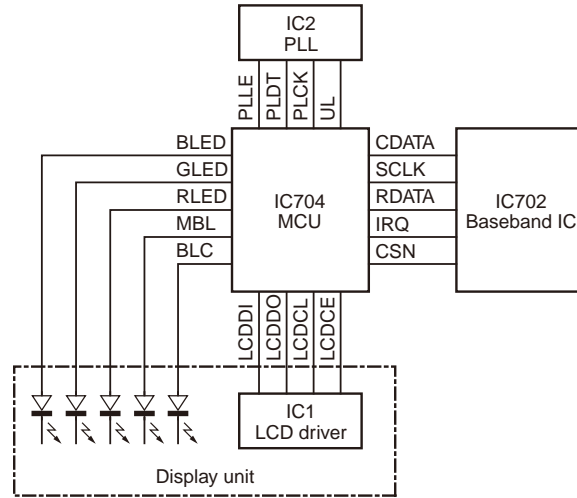 IC2
PLL
PLLE
PLDT
PLCK
UL
BLED
GLED
RLED
MBL
BLC
IC704
MCU
CDATA
SCLK
RDATA
IRQ
CSN
IC702
Baseband IC
LCDDI
LCDDO
LCDCL
LCDCE
IC1
LCD driver
Display unit